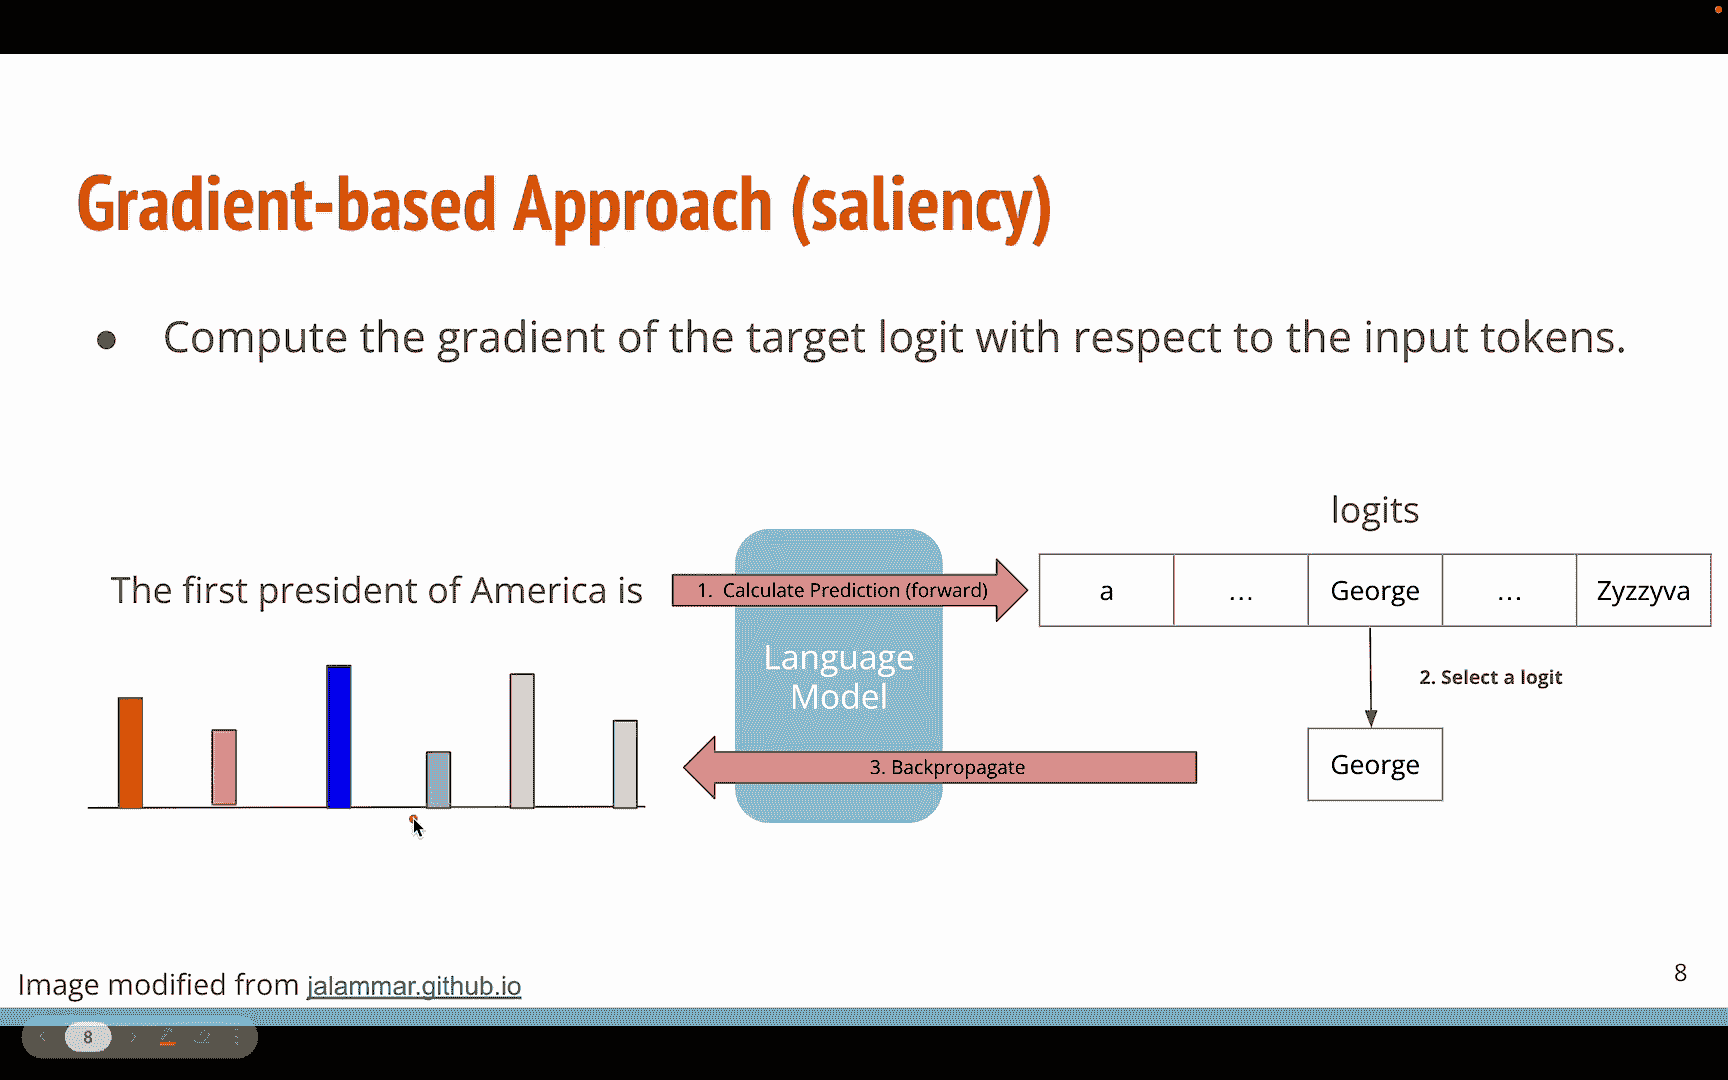 Gradient-based Approach (saliency)
● Compute the gradient of the target logit with respect to the input tokens.
logits
The first president of America is
1. Calculate Prediction (forward)
a
...
George
...
Zyzzyva
Language
Model
2. Select a logit
3. Backpropagate
George
Image modified from jalammar.github.io
8
8